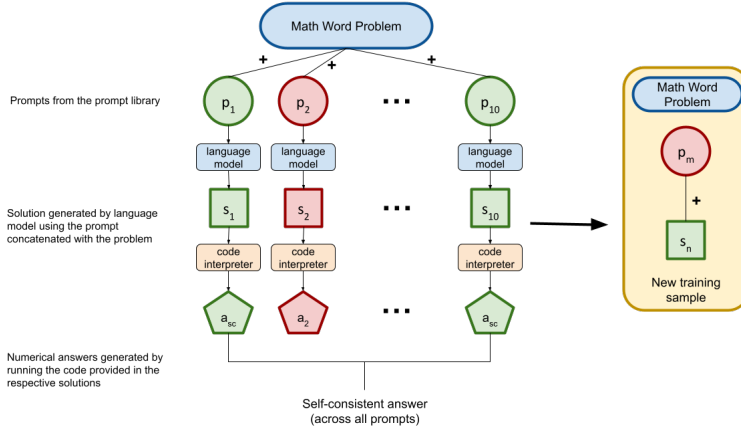 Math Word Problem
+
+
+
Prompts from the prompt library
p1
p2
...
p10
language
model
language
model
language
model
Solution generated by language
model using the prompt
concatenated with the problem
s1
s2
...
s10
code
interpreter
code
interpreter
code
interpreter
asc
a2
...
asc
Numerical answers generated by
running the code provided in the
respective solutions
Self-consistent answer
(across all prompts)
Math Word
Problem
pm
+
sn
New training
sample